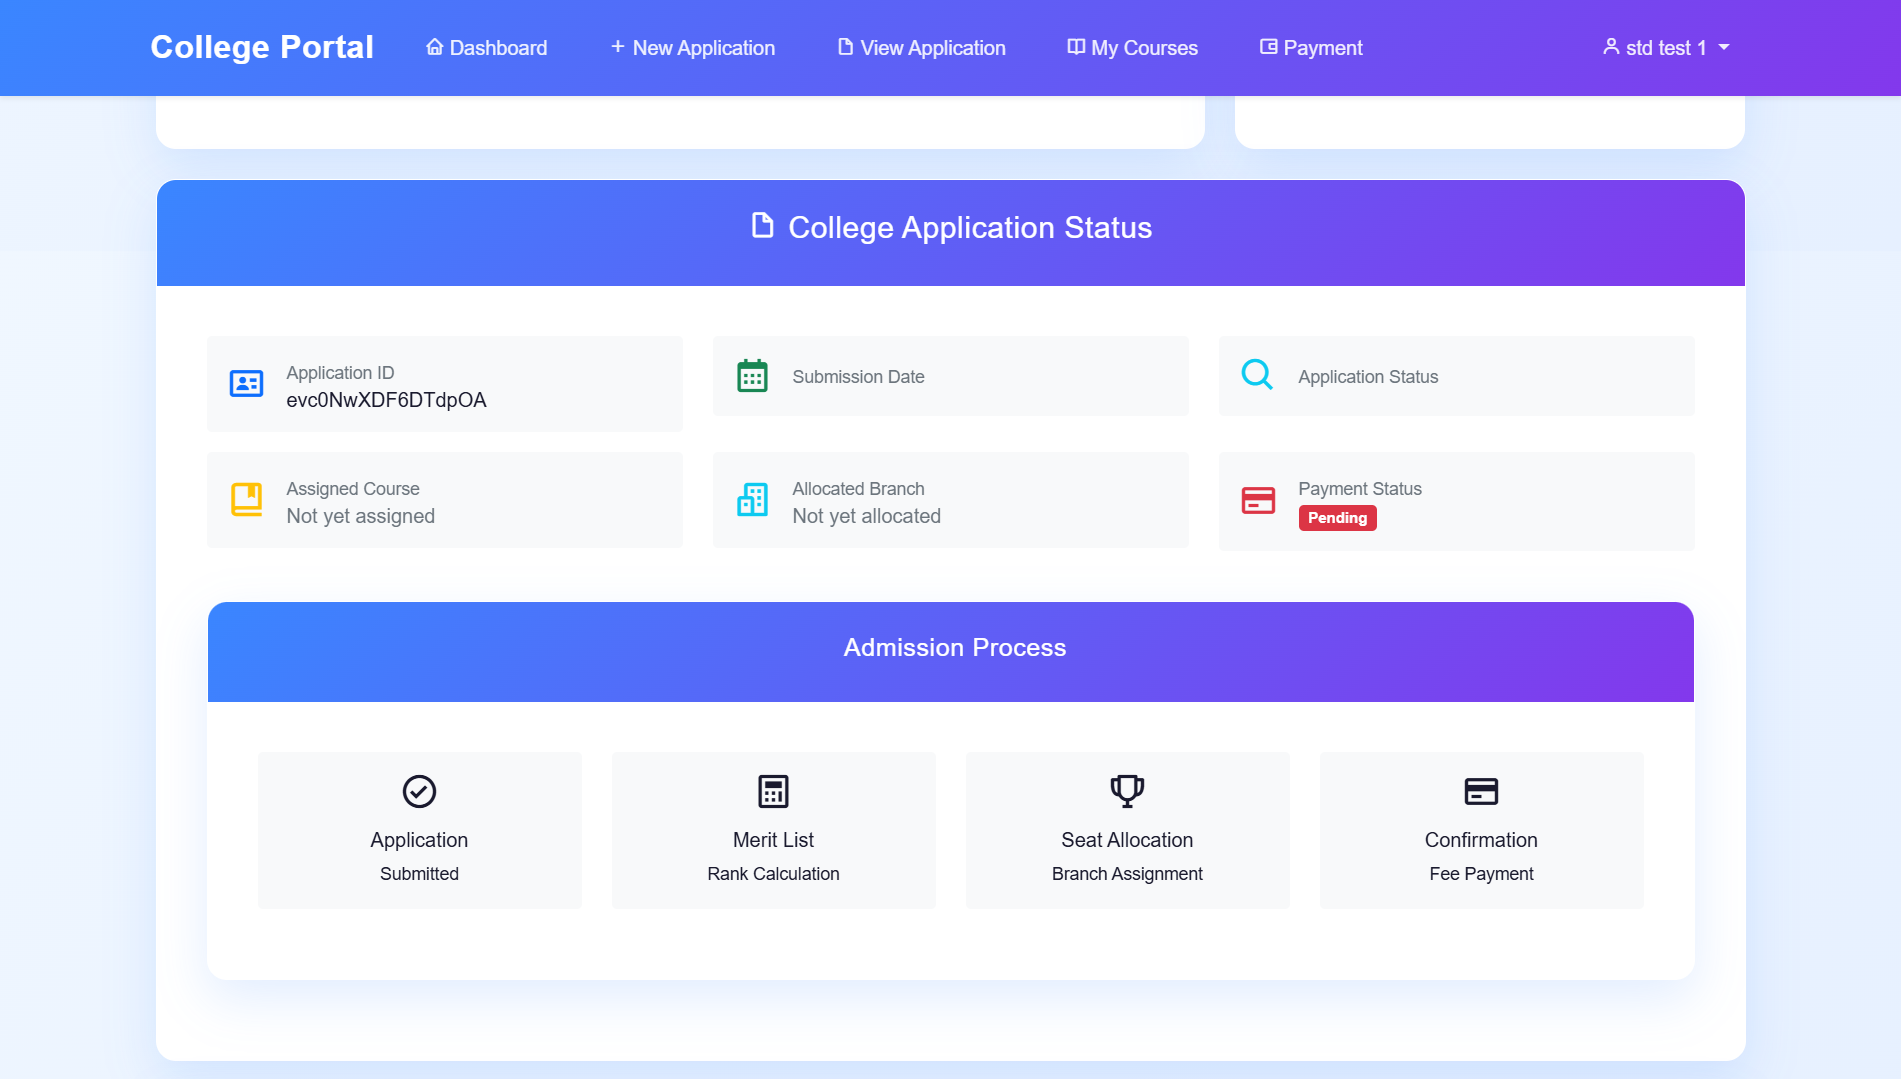 College Portal
Dashboard
New Application
View Application
My Courses
Payment
std test 1
College Application Status
Application ID
evc0NwXDF6DTdpOA
Submission Date
Application Status
Assigned Course
Not yet assigned
Allocated Branch
Not yet allocated
Payment Status
Pending
Admission Process
Application
Submitted
Merit List
Rank Calculation
Seat Allocation
Branch Assignment
Confirmation
Fee Payment